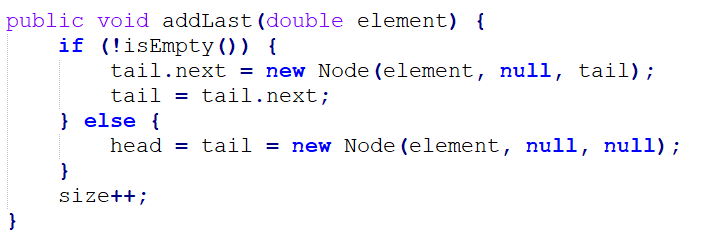 public void addLast(double element) {
    if (!isEmpty()) {
        tail.next = new Node(element, null, tail);
        tail = tail.next;
    } else {
        head = tail = new Node(element, null, null);
    }
    size++;
}